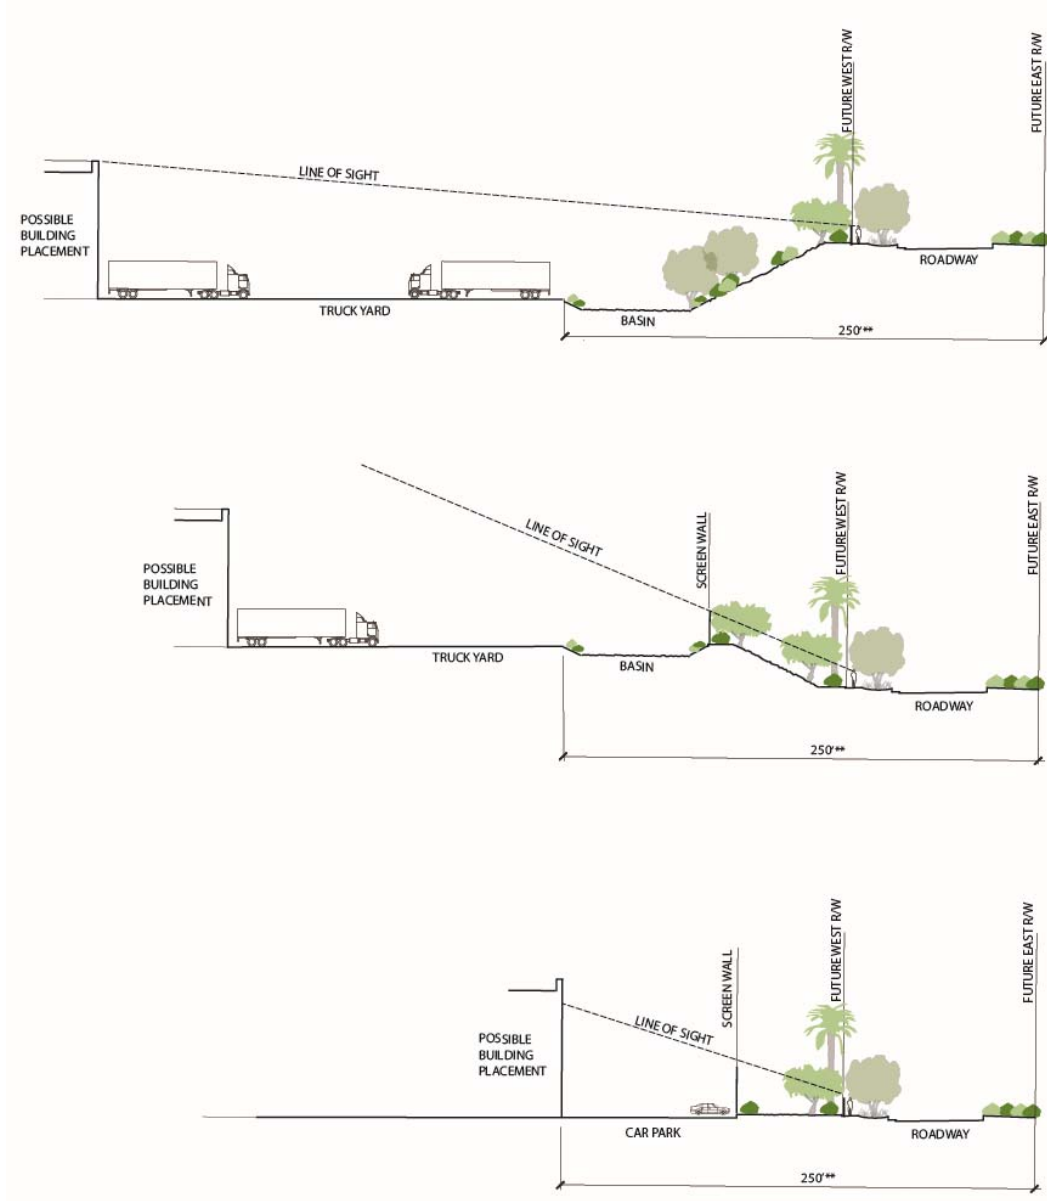 FUTURE WEST R/W
FUTURE EAST R/W
LINE OF SIGHT
POSSIBLE
BUILDING
PLACEMENT
ROADWAY
TRUCK YARD
BASIN
250'**
FUTURE WEST R/W
FUTURE EAST R/W
SCREEN WALL
LINE OF SIGHT
POSSIBLE
BUILDING
PLACEMENT
TRUCK YARD
BASIN
ROADWAY
250'**
FUTURE WEST R/W
FUTURE EAST R/W
SCREEN WALL
LINE OF SIGHT
POSSIBLE
BUILDING
PLACEMENT
CAR PARK
ROADWAY
250'**